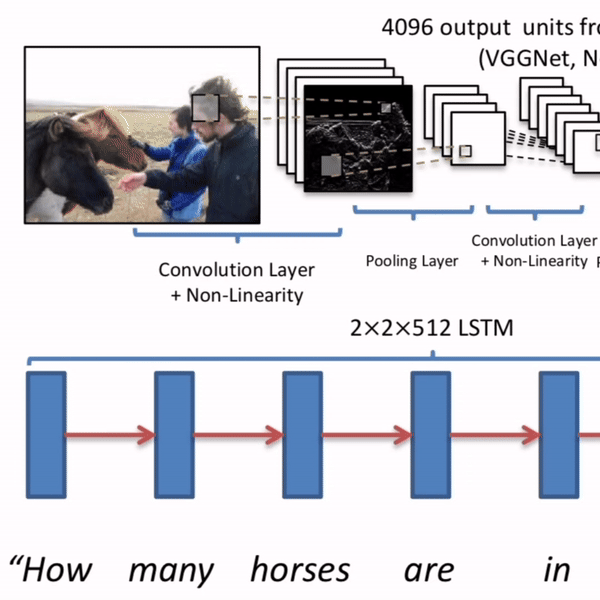 4096 output units
(VGGNet,
Convolution Layer
+ Non-Linearity
Pooling Layer
Convolution Layer
+ Non-Linearity
2×2×512 LSTM
“How many horses are in